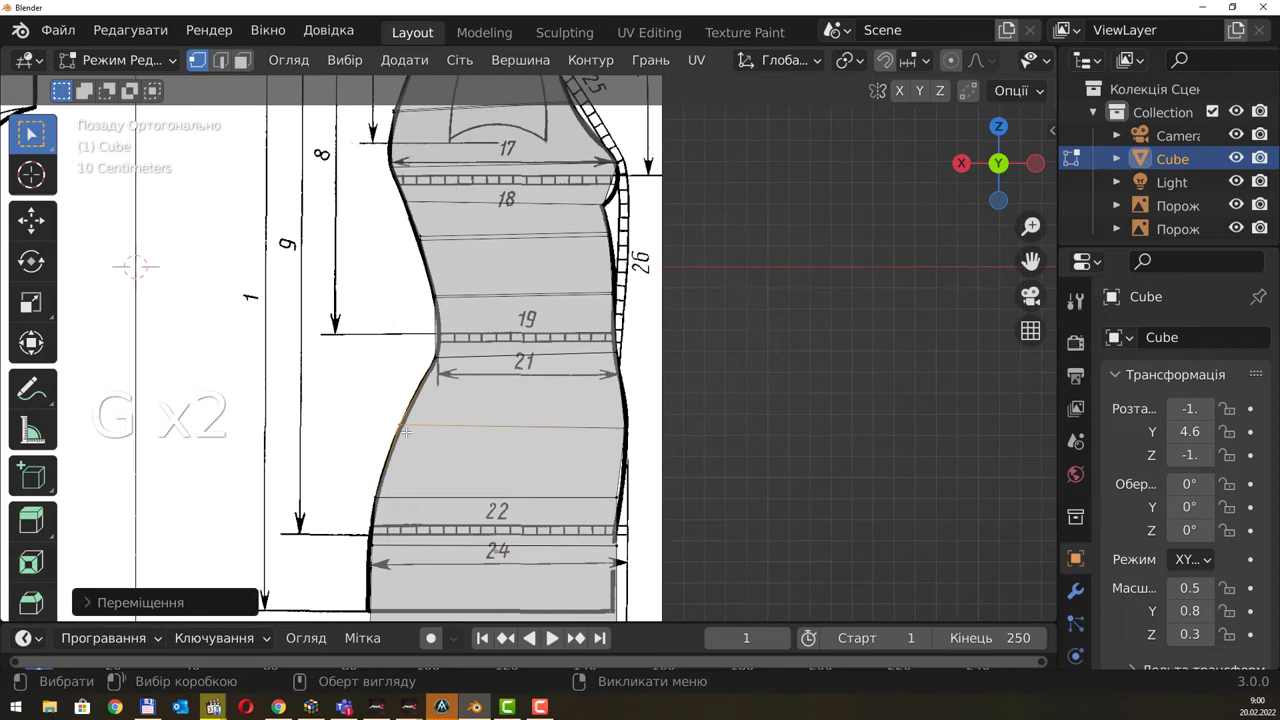 Blender
Файл Редагувати Рендер Вікно Довідка Layout Modeling Sculpting UV Editing Texture Paint Scene ViewLayer
Режим Ред... Огляд Вибір Додати Сіть Вершина Контур Грань UV Глоба...
X Y Z Опції
Позаду Ортогонально
(1) Cube
10 Centimeters
Колекція Сцен
Collection
Camera
Cube
Light
Порож
Порож
Z
X Y
25
17
8
18
9
26
1
19
21
22
24
G x2
Переміщення
Cube
Cube
Трансформація
Розта... -1.
Y 4.6
Z -1.
Обер... 0°
Y 0°
Z 0°
Режим XY...
Масш... 0.5
Y 0.8
Z 0.3
Програвання Ключування Огляд Мітка 1 Старт 1 Кінець 250
Вибрати Вибір коробкою Оберт вигляду Викликати меню 3.0.0
9:00
20.02.2022